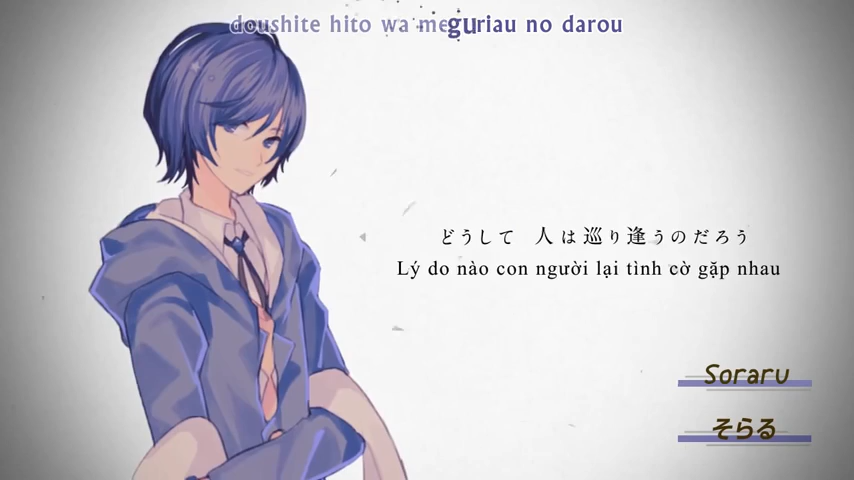 doushite hito wa meguriau no darou
どうして 人は巡り逢うのだろう
Lý do nào con người lại tình cờ gặp nhau
Soraru
そらる